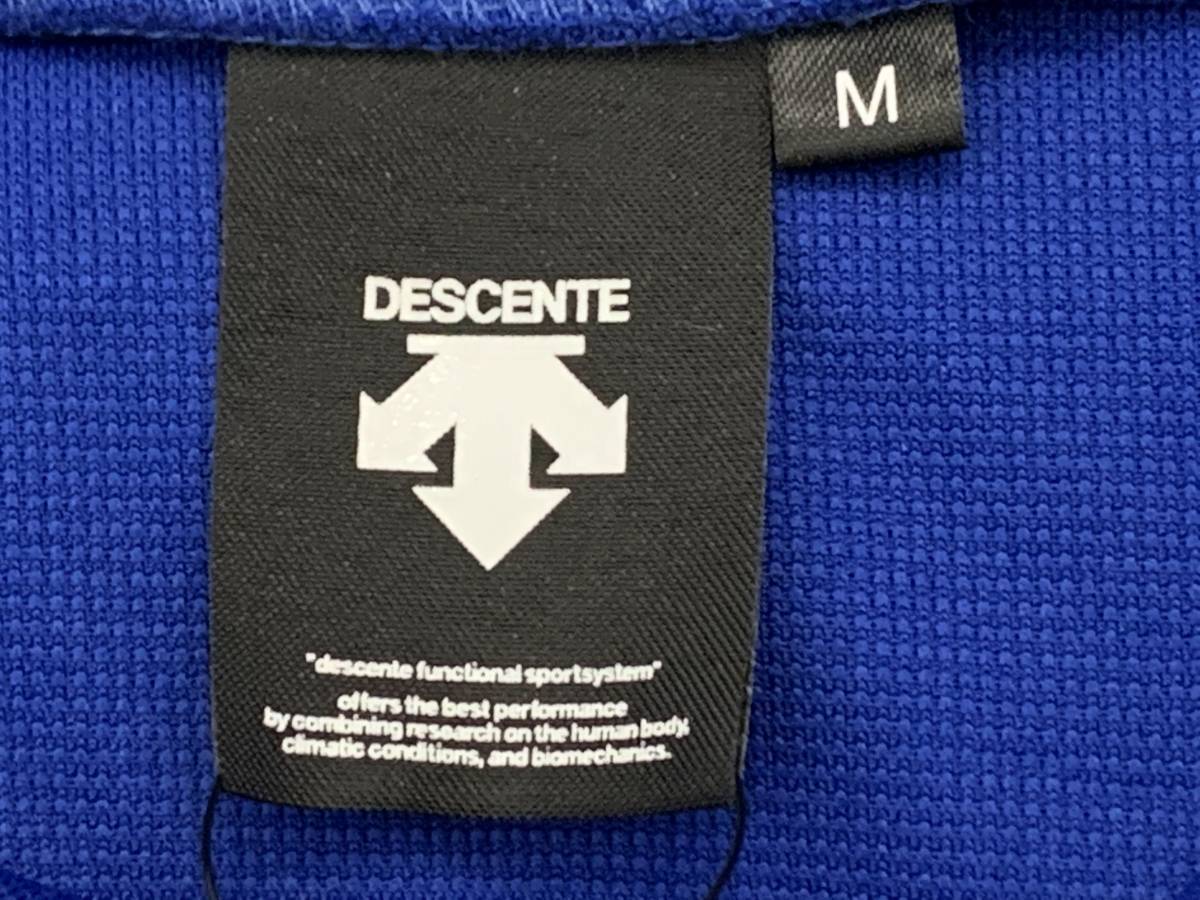 M
DESCENTE
"descente functional sportsystem"
offers the best performance
by combining research on the human body,
climatic conditions, and biomechanics.